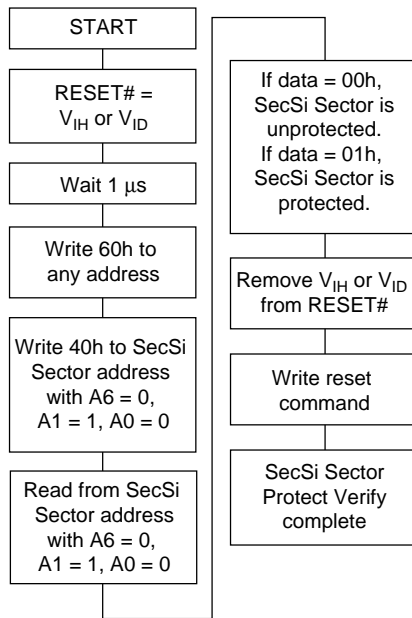 START
RESET# =
V_IH or V_ID
Wait 1 μs
Write 60h to
any address
Write 40h to SecSi
Sector address
with A6 = 0,
A1 = 1, A0 = 0
Read from SecSi
Sector address
with A6 = 0,
A1 = 1, A0 = 0
If data = 00h,
SecSi Sector is
unprotected.
If data = 01h,
SecSi Sector is
protected.
Remove V_IH or V_ID
from RESET#
Write reset
command
SecSi Sector
Protect Verify
complete